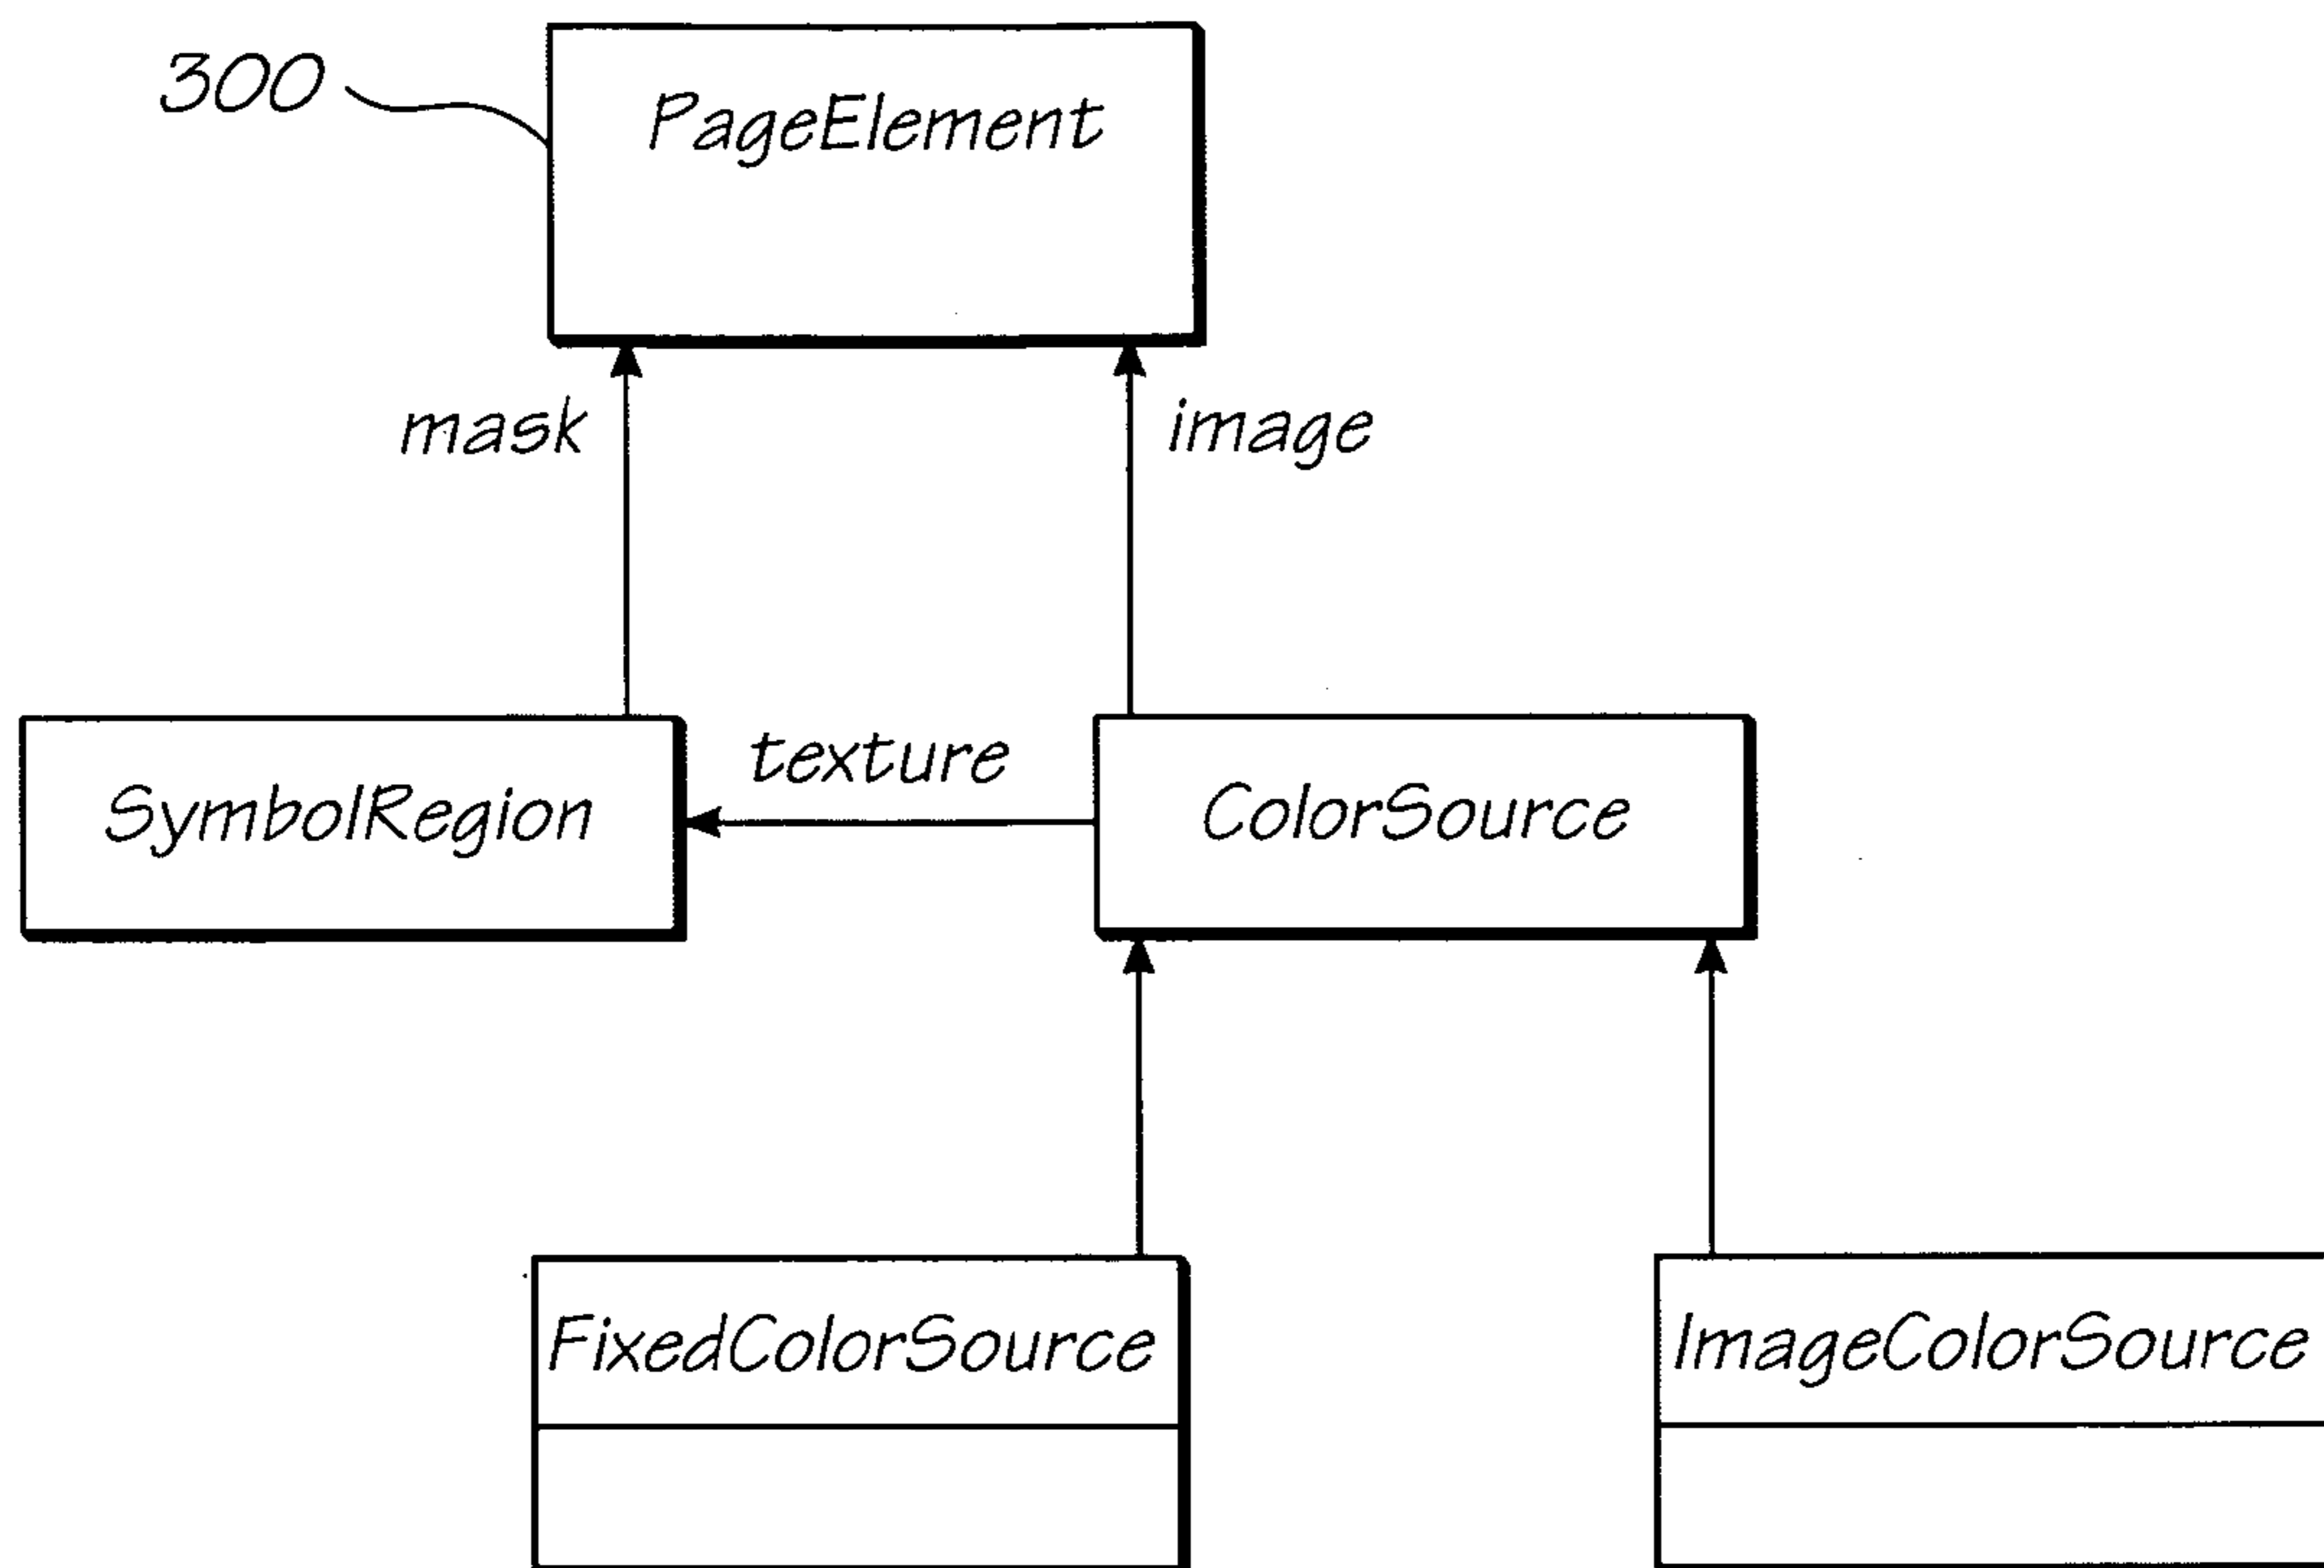 300
PageElement
mask
image
texture
SymbolRegion
ColorSource
FixedColorSource
ImageColorSource